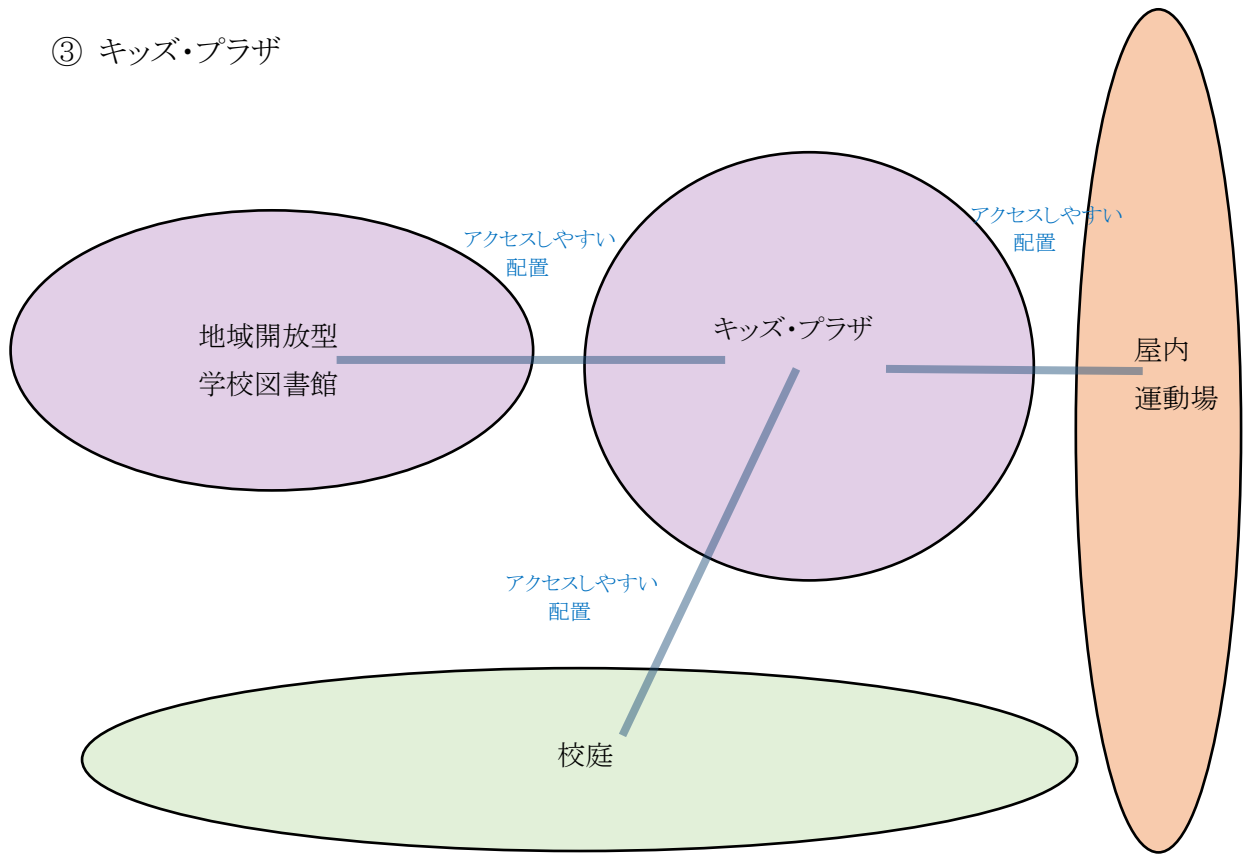 ③ キッズ・プラザ
アクセスしやすい
配置
アクセスしやすい
配置
地域開放型
学校図書館
キッズ・プラザ
屋内
運動場
アクセスしやすい
配置
校庭